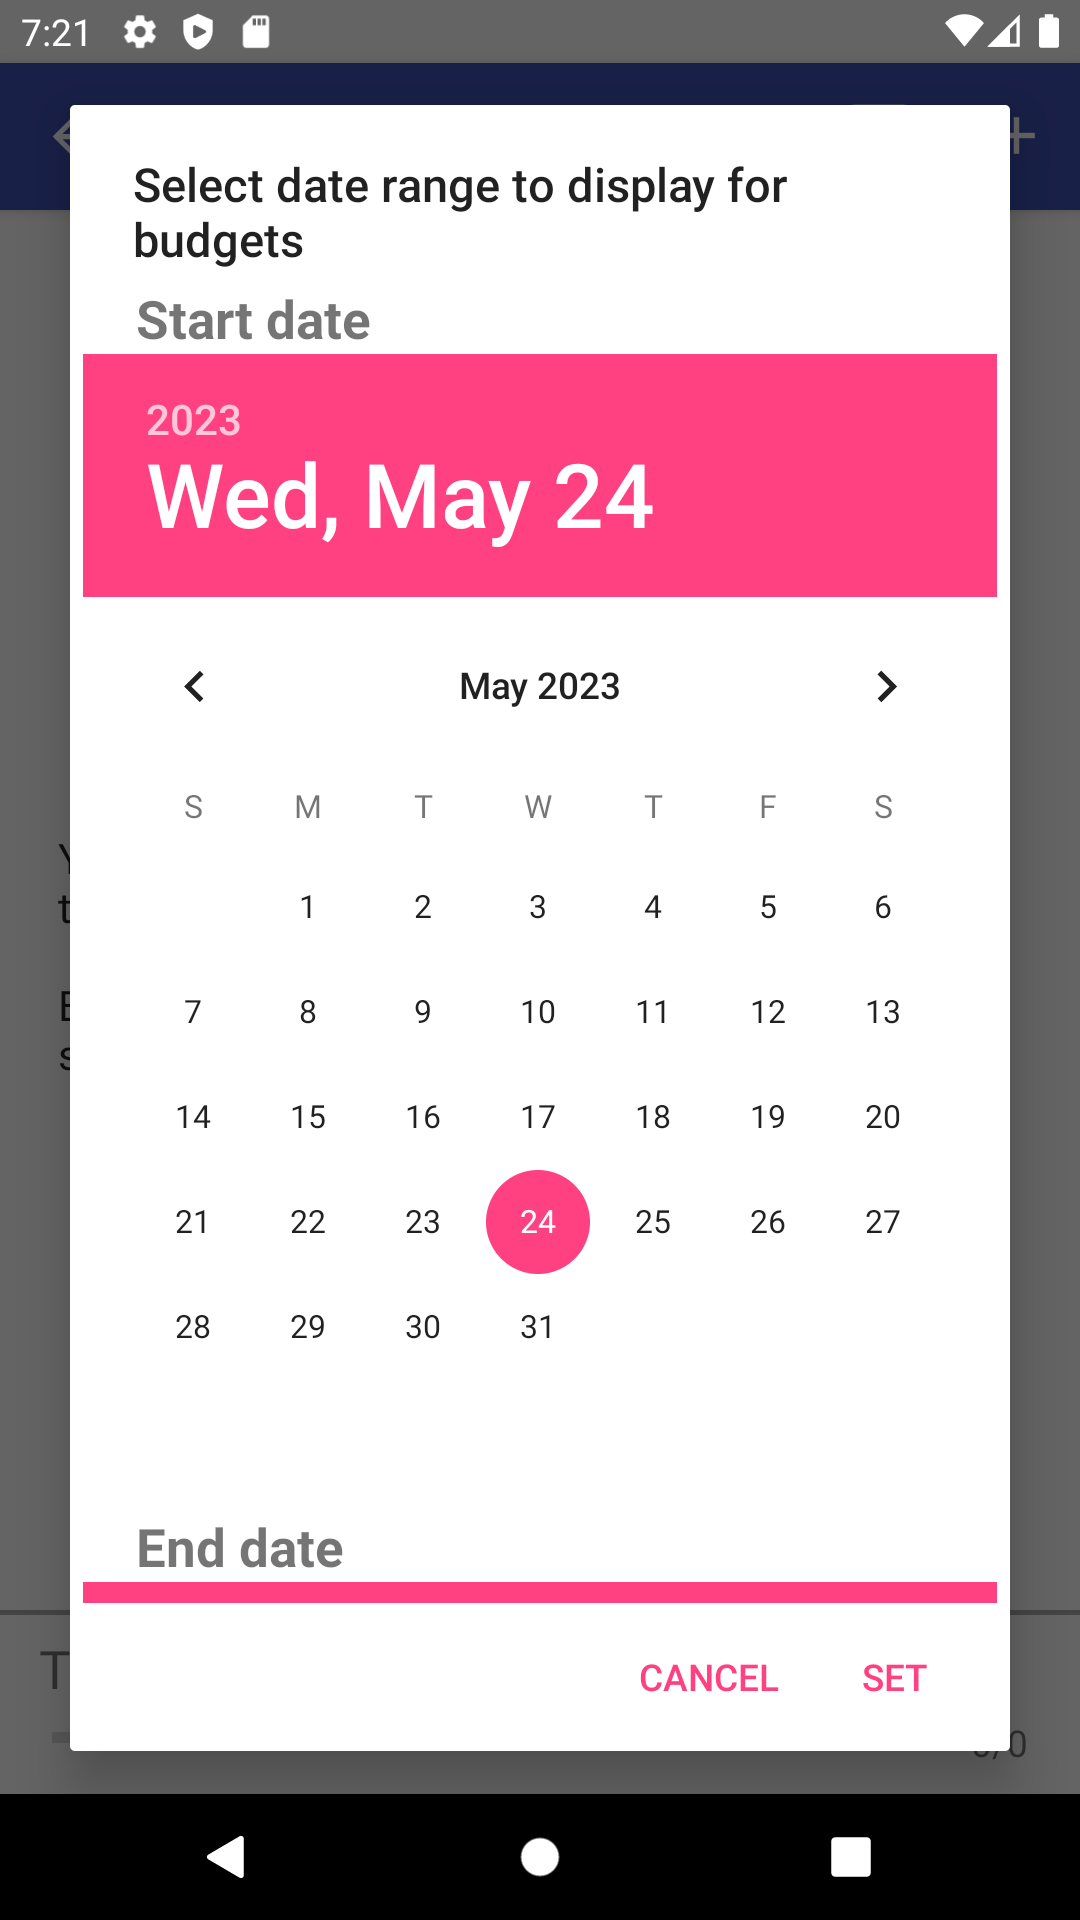 7:21
Select date range to display for
budgets
Start date
2023
Wed, May 24
May 2023
S M T W T F S
1 2 3 4 5 6
7 8 9 10 11 12 13
14 15 16 17 18 19 20
21 22 23 24 25 26 27
28 29 30 31
End date
CANCEL SET